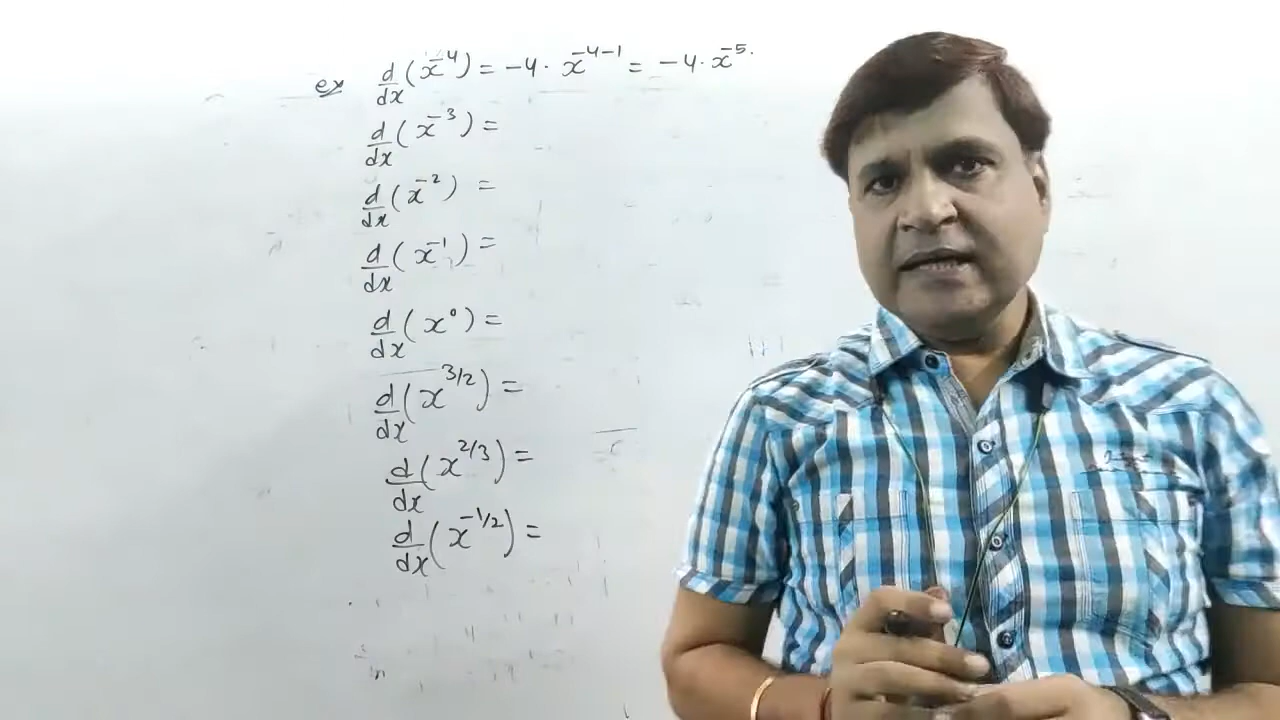 ex d/dx (x⁻⁴) = -4 · x⁻⁴⁻¹ = -4 · x⁻⁵.
d/dx (x⁻³) =
d/dx (x⁻²) =
d/dx (x⁻¹) =
d/dx (x⁰) =
d/dx (x^3/2) =
d/dx (x^2/3) =
d/dx (x^-1/2) =